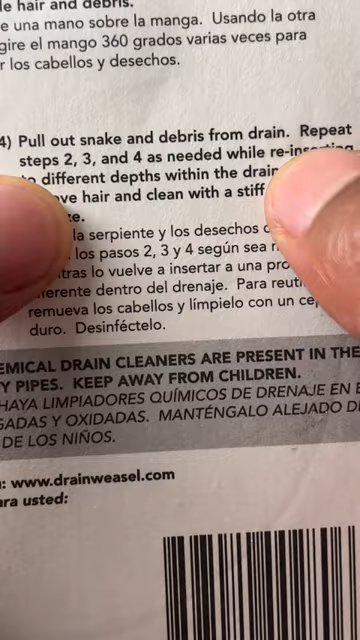 le hair and debris.
e una mano sobre la manga. Usando la otra
gire el mango 360 grados varias veces para
r los cabellos y desechos.
4) Pull out snake and debris from drain. Repeat
steps 2, 3, and 4 as needed while re-inserting
to different depths within the drain
ove hair and clean with a stiff
ze.
la serpiente y los desechos d
los pasos 2, 3 y 4 según sea n
tras lo vuelve a insertar a una pro
ferente dentro del drenaje. Para reuti
remueva los cabellos y límpielo con un cep
duro. Desinféctelo.
EMICAL DRAIN CLEANERS ARE PRESENT IN THE
Y PIPES. KEEP AWAY FROM CHILDREN.
HAYA LIMPIADORES QUÍMICOS DE DRENAJE EN E
GADAS Y OXIDADAS. MANTÉNGALO ALEJADO D
DE LOS NIÑOS.
: www.drainweasel.com
ara usted: